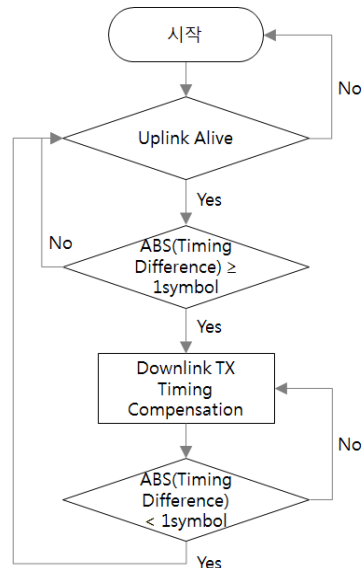 시작
No
Uplink Alive
Yes
No
ABS(Timing
Difference) ≥
1symbol
Yes
Downlink TX
Timing
Compensation
No
ABS(Timing
Difference)
< 1symbol
Yes